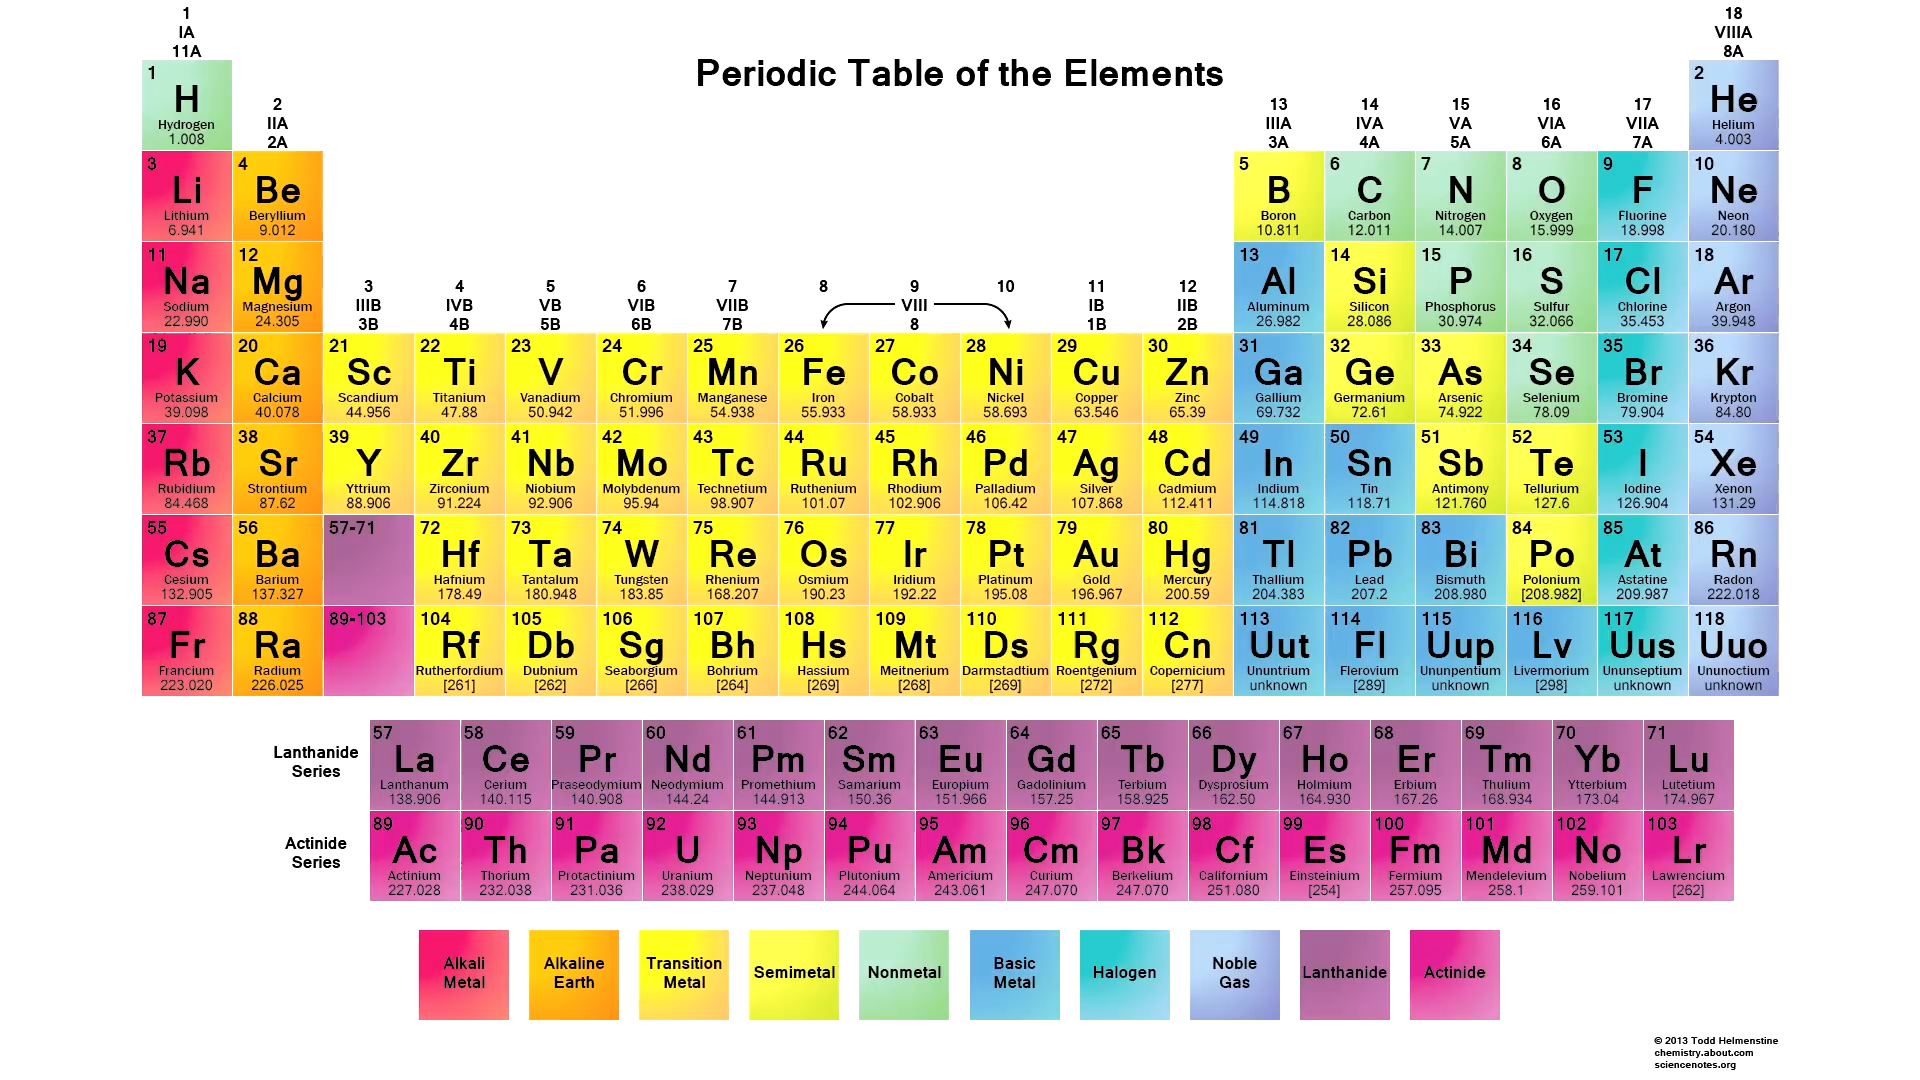 Periodic Table of the Elements
1
IA
11A
18
VIIIA
8A
2
IIA
2A
13
IIIA
3A
14
IVA
4A
15
VA
5A
16
VIA
6A
17
VIIA
7A
3
IIIB
3B
4
IVB
4B
5
VB
5B
6
VIB
6B
7
VIIB
7B
8
9
VIII
8
10
11
IB
1B
12
IIB
2B
1
H
Hydrogen
1.008
2
He
Helium
4.003
3
Li
Lithium
6.941
4
Be
Beryllium
9.012
5
B
Boron
10.811
6
C
Carbon
12.011
7
N
Nitrogen
14.007
8
O
Oxygen
15.999
9
F
Fluorine
18.998
10
Ne
Neon
20.180
11
Na
Sodium
22.990
12
Mg
Magnesium
24.305
13
Al
Aluminum
26.982
14
Si
Silicon
28.086
15
P
Phosphorus
30.974
16
S
Sulfur
32.066
17
Cl
Chlorine
35.453
18
Ar
Argon
39.948
19
K
Potassium
39.098
20
Ca
Calcium
40.078
21
Sc
Scandium
44.956
22
Ti
Titanium
47.88
23
V
Vanadium
50.942
24
Cr
Chromium
51.996
25
Mn
Manganese
54.938
26
Fe
Iron
55.933
27
Co
Cobalt
58.933
28
Ni
Nickel
58.693
29
Cu
Copper
63.546
30
Zn
Zinc
65.39
31
Ga
Gallium
69.732
32
Ge
Germanium
72.61
33
As
Arsenic
74.922
34
Se
Selenium
78.09
35
Br
Bromine
79.904
36
Kr
Krypton
84.80
37
Rb
Rubidium
84.468
38
Sr
Strontium
87.62
39
Y
Yttrium
88.906
40
Zr
Zirconium
91.224
41
Nb
Niobium
92.906
42
Mo
Molybdenum
95.94
43
Tc
Technetium
98.907
44
Ru
Ruthenium
101.07
45
Rh
Rhodium
102.906
46
Pd
Palladium
106.42
47
Ag
Silver
107.868
48
Cd
Cadmium
112.411
49
In
Indium
114.818
50
Sn
Tin
118.71
51
Sb
Antimony
121.760
52
Te
Tellurium
127.6
53
I
Iodine
126.904
54
Xe
Xenon
131.29
55
Cs
Cesium
132.905
56
Ba
Barium
137.327
57-71
72
Hf
Hafnium
178.49
73
Ta
Tantalum
180.948
74
W
Tungsten
183.85
75
Re
Rhenium
168.207
76
Os
Osmium
190.23
77
Ir
Iridium
192.22
78
Pt
Platinum
195.08
79
Au
Gold
196.967
80
Hg
Mercury
200.59
81
Tl
Thallium
204.383
82
Pb
Lead
207.2
83
Bi
Bismuth
208.980
84
Po
Polonium
[208.982]
85
At
Astatine
209.987
86
Rn
Radon
222.018
87
Fr
Francium
223.020
88
Ra
Radium
226.025
89-103
104
Rf
Rutherfordium
[261]
105
Db
Dubnium
[262]
106
Sg
Seaborgium
[266]
107
Bh
Bohrium
[264]
108
Hs
Hassium
[269]
109
Mt
Meitnerium
[268]
110
Ds
Darmstadtium
[269]
111
Rg
Roentgenium
[272]
112
Cn
Copernicium
[277]
113
Uut
Ununtrium
unknown
114
Fl
Flerovium
[289]
115
Uup
Ununpentium
unknown
116
Lv
Livermorium
[298]
117
Uus
Ununseptium
unknown
118
Uuo
Ununoctium
unknown
Lanthanide
Series
57
La
Lanthanum
138.906
58
Ce
Cerium
140.115
59
Pr
Praseodymium
140.908
60
Nd
Neodymium
144.24
61
Pm
Promethium
144.913
62
Sm
Samarium
150.36
63
Eu
Europium
151.966
64
Gd
Gadolinium
157.25
65
Tb
Terbium
158.925
66
Dy
Dysprosium
162.50
67
Ho
Holmium
164.930
68
Er
Erbium
167.26
69
Tm
Thulium
168.934
70
Yb
Ytterbium
173.04
71
Lu
Lutetium
174.967
Actinide
Series
89
Ac
Actinium
227.028
90
Th
Thorium
232.038
91
Pa
Protactinium
231.036
92
U
Uranium
238.029
93
Np
Neptunium
237.048
94
Pu
Plutonium
244.064
95
Am
Americium
243.061
96
Cm
Curium
247.070
97
Bk
Berkelium
247.070
98
Cf
Californium
251.080
99
Es
Einsteinium
[254]
100
Fm
Fermium
257.095
101
Md
Mendelevium
258.1
102
No
Nobelium
259.101
103
Lr
Lawrencium
[262]
Alkali
Metal
Alkaline
Earth
Transition
Metal
Semimetal
Nonmetal
Basic
Metal
Halogen
Noble
Gas
Lanthanide
Actinide
© 2013 Todd Helmenstine
chemistry.about.com
sciencenotes.org